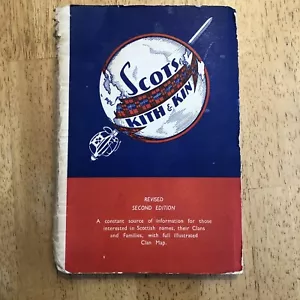 SCOTS
KITH & KIN
REVISED
SECOND EDITION
A constant source of information for those
interested in Scottish names, their Clans
and Families, with full illustrated
Clan Map.